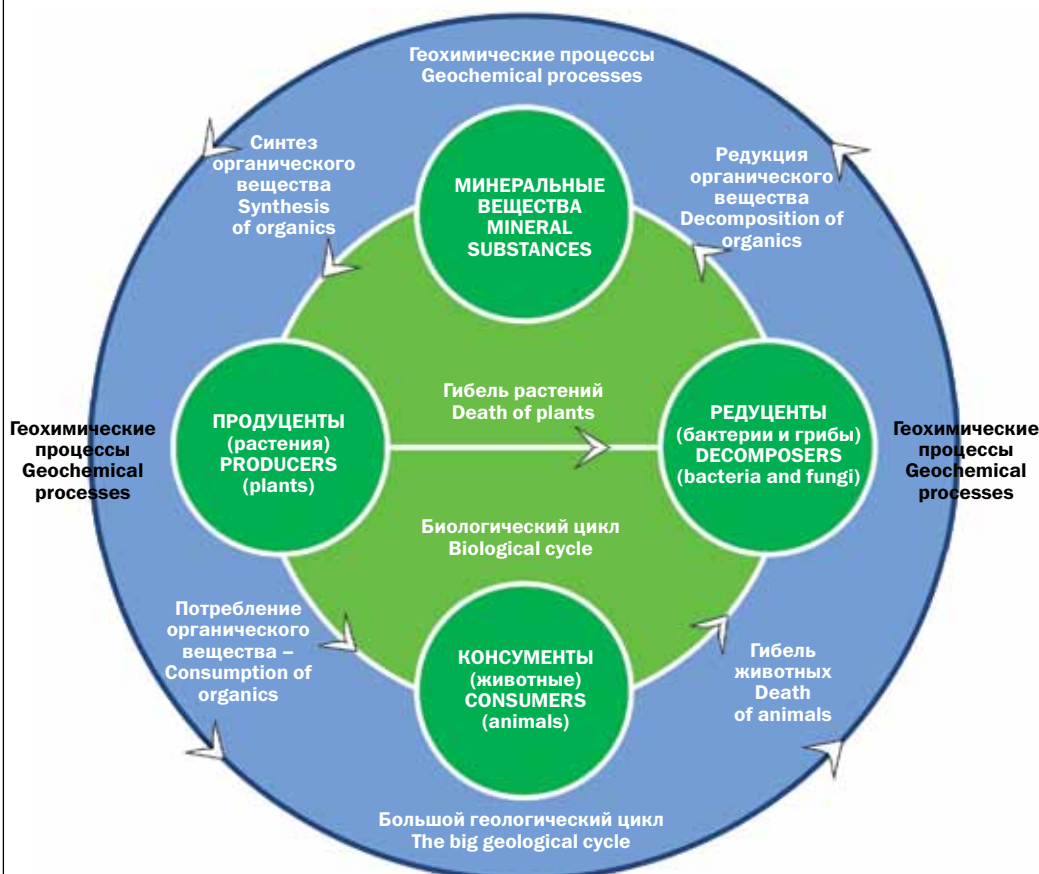 Геохимические процессы
Geochemical processes
Синтез
органического
вещества
Synthesis
of organics
Редукция
органического
вещества
Decomposition of
organics
МИНЕРАЛЬНЫЕ
ВЕЩЕСТВА
MINERAL
SUBSTANCES
Гибель растений
Death of plants
Геохимические
процессы
Geochemical
processes
ПРОДУЦЕНТЫ
(растения)
PRODUCERS
(plants)
РЕДУЦЕНТЫ
(бактерии и грибы)
DECOMPOSERS
(bacteria and fungi)
Геохимические
процессы
Geochemical
processes
Биологический цикл
Biological cycle
Потребление
органического
вещества –
Consumption of
organics
КОНСУМЕНТЫ
(животные)
CONSUMERS
(animals)
Гибель
животных
Death
of animals
Большой геологический цикл
The big geological cycle